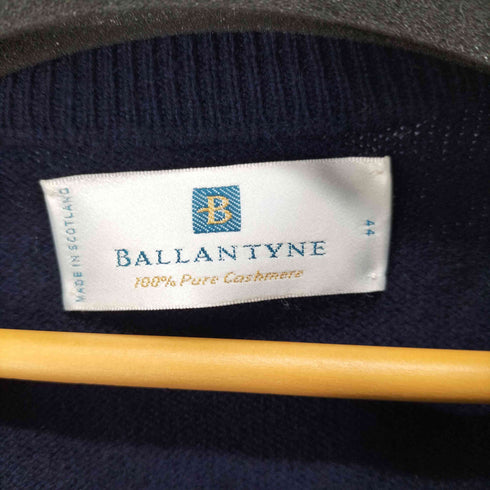 B
BALLANTYNE
100% Pure Cashmere
MADE IN SCOTLAND
44